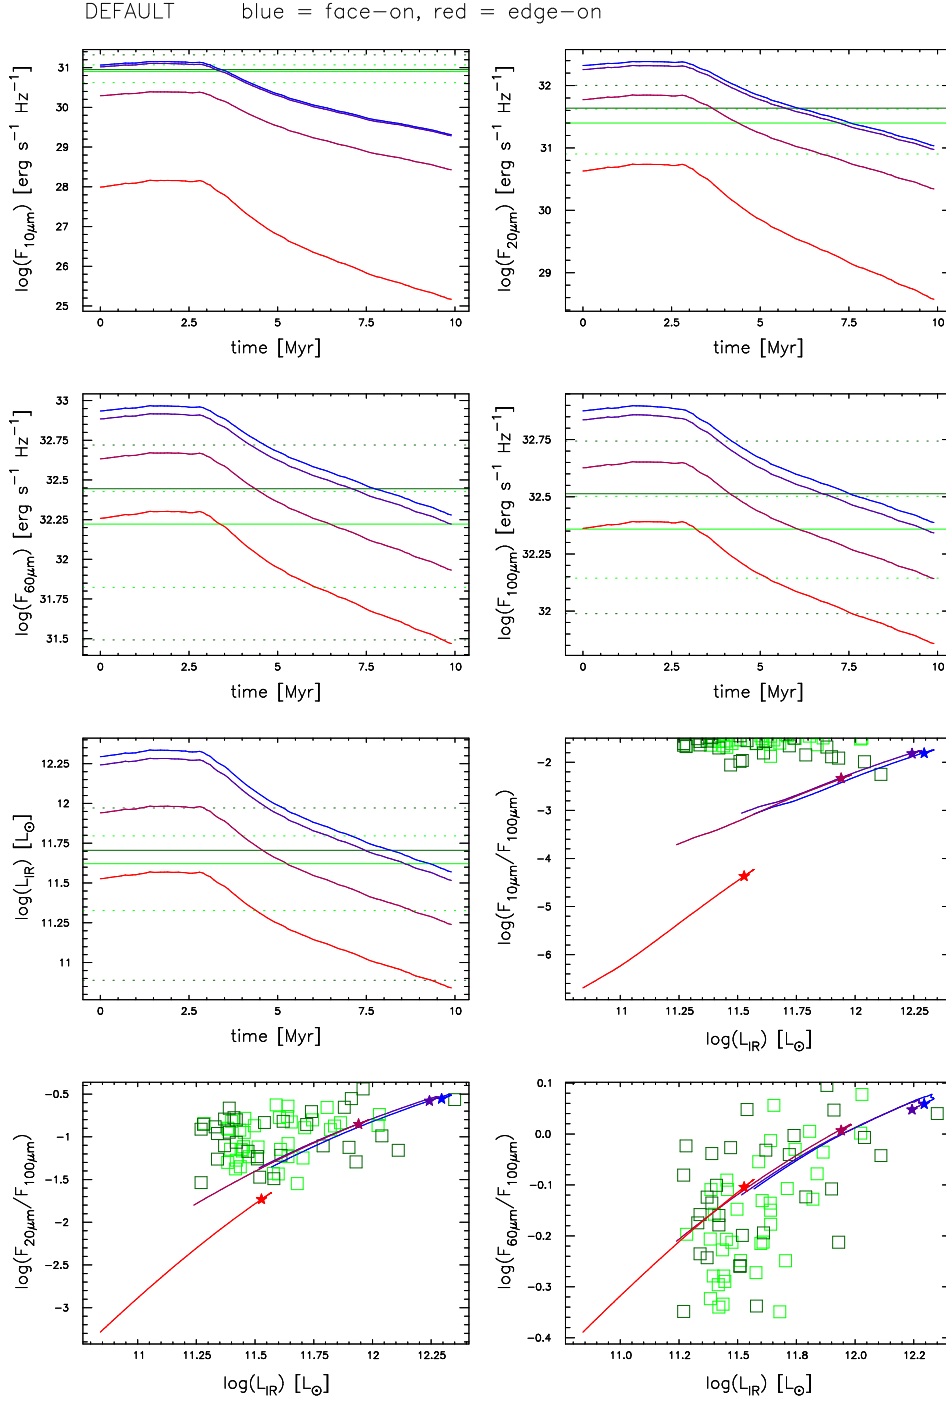 DEFAULT blue = face-on, red = edge-on
log(F10μm) [erg s−1 Hz−1]
31
30
29
28
27
26
25
0 2.5 5 7.5 10
time [Myr]
log(F20μm) [erg s−1 Hz−1]
32
31
30
29
0 2.5 5 7.5 10
time [Myr]
log(F60μm) [erg s−1 Hz−1]
33
32.75
32.5
32.25
32
31.75
31.5
0 2.5 5 7.5 10
time [Myr]
log(F100μm) [erg s−1 Hz−1]
32.75
32.5
32.25
32
0 2.5 5 7.5 10
time [Myr]
log(LIR) [L⊙]
12.25
12
11.75
11.5
11.25
11
0 2.5 5 7.5 10
time [Myr]
log(F10μm/F100μm)
−2
−3
−4
−5
−6
11 11.25 11.5 11.75 12 12.25
log(LIR) [L⊙]
log(F20μm/F100μm)
−0.5
−1
−1.5
−2
−2.5
−3
11 11.25 11.5 11.75 12 12.25
log(LIR) [L⊙]
log(F60μm/F100μm)
0.1
0.0
−0.1
−0.2
−0.3
−0.4
11.0 11.2 11.5 11.8 12.0 12.2
log(LIR) [L⊙]